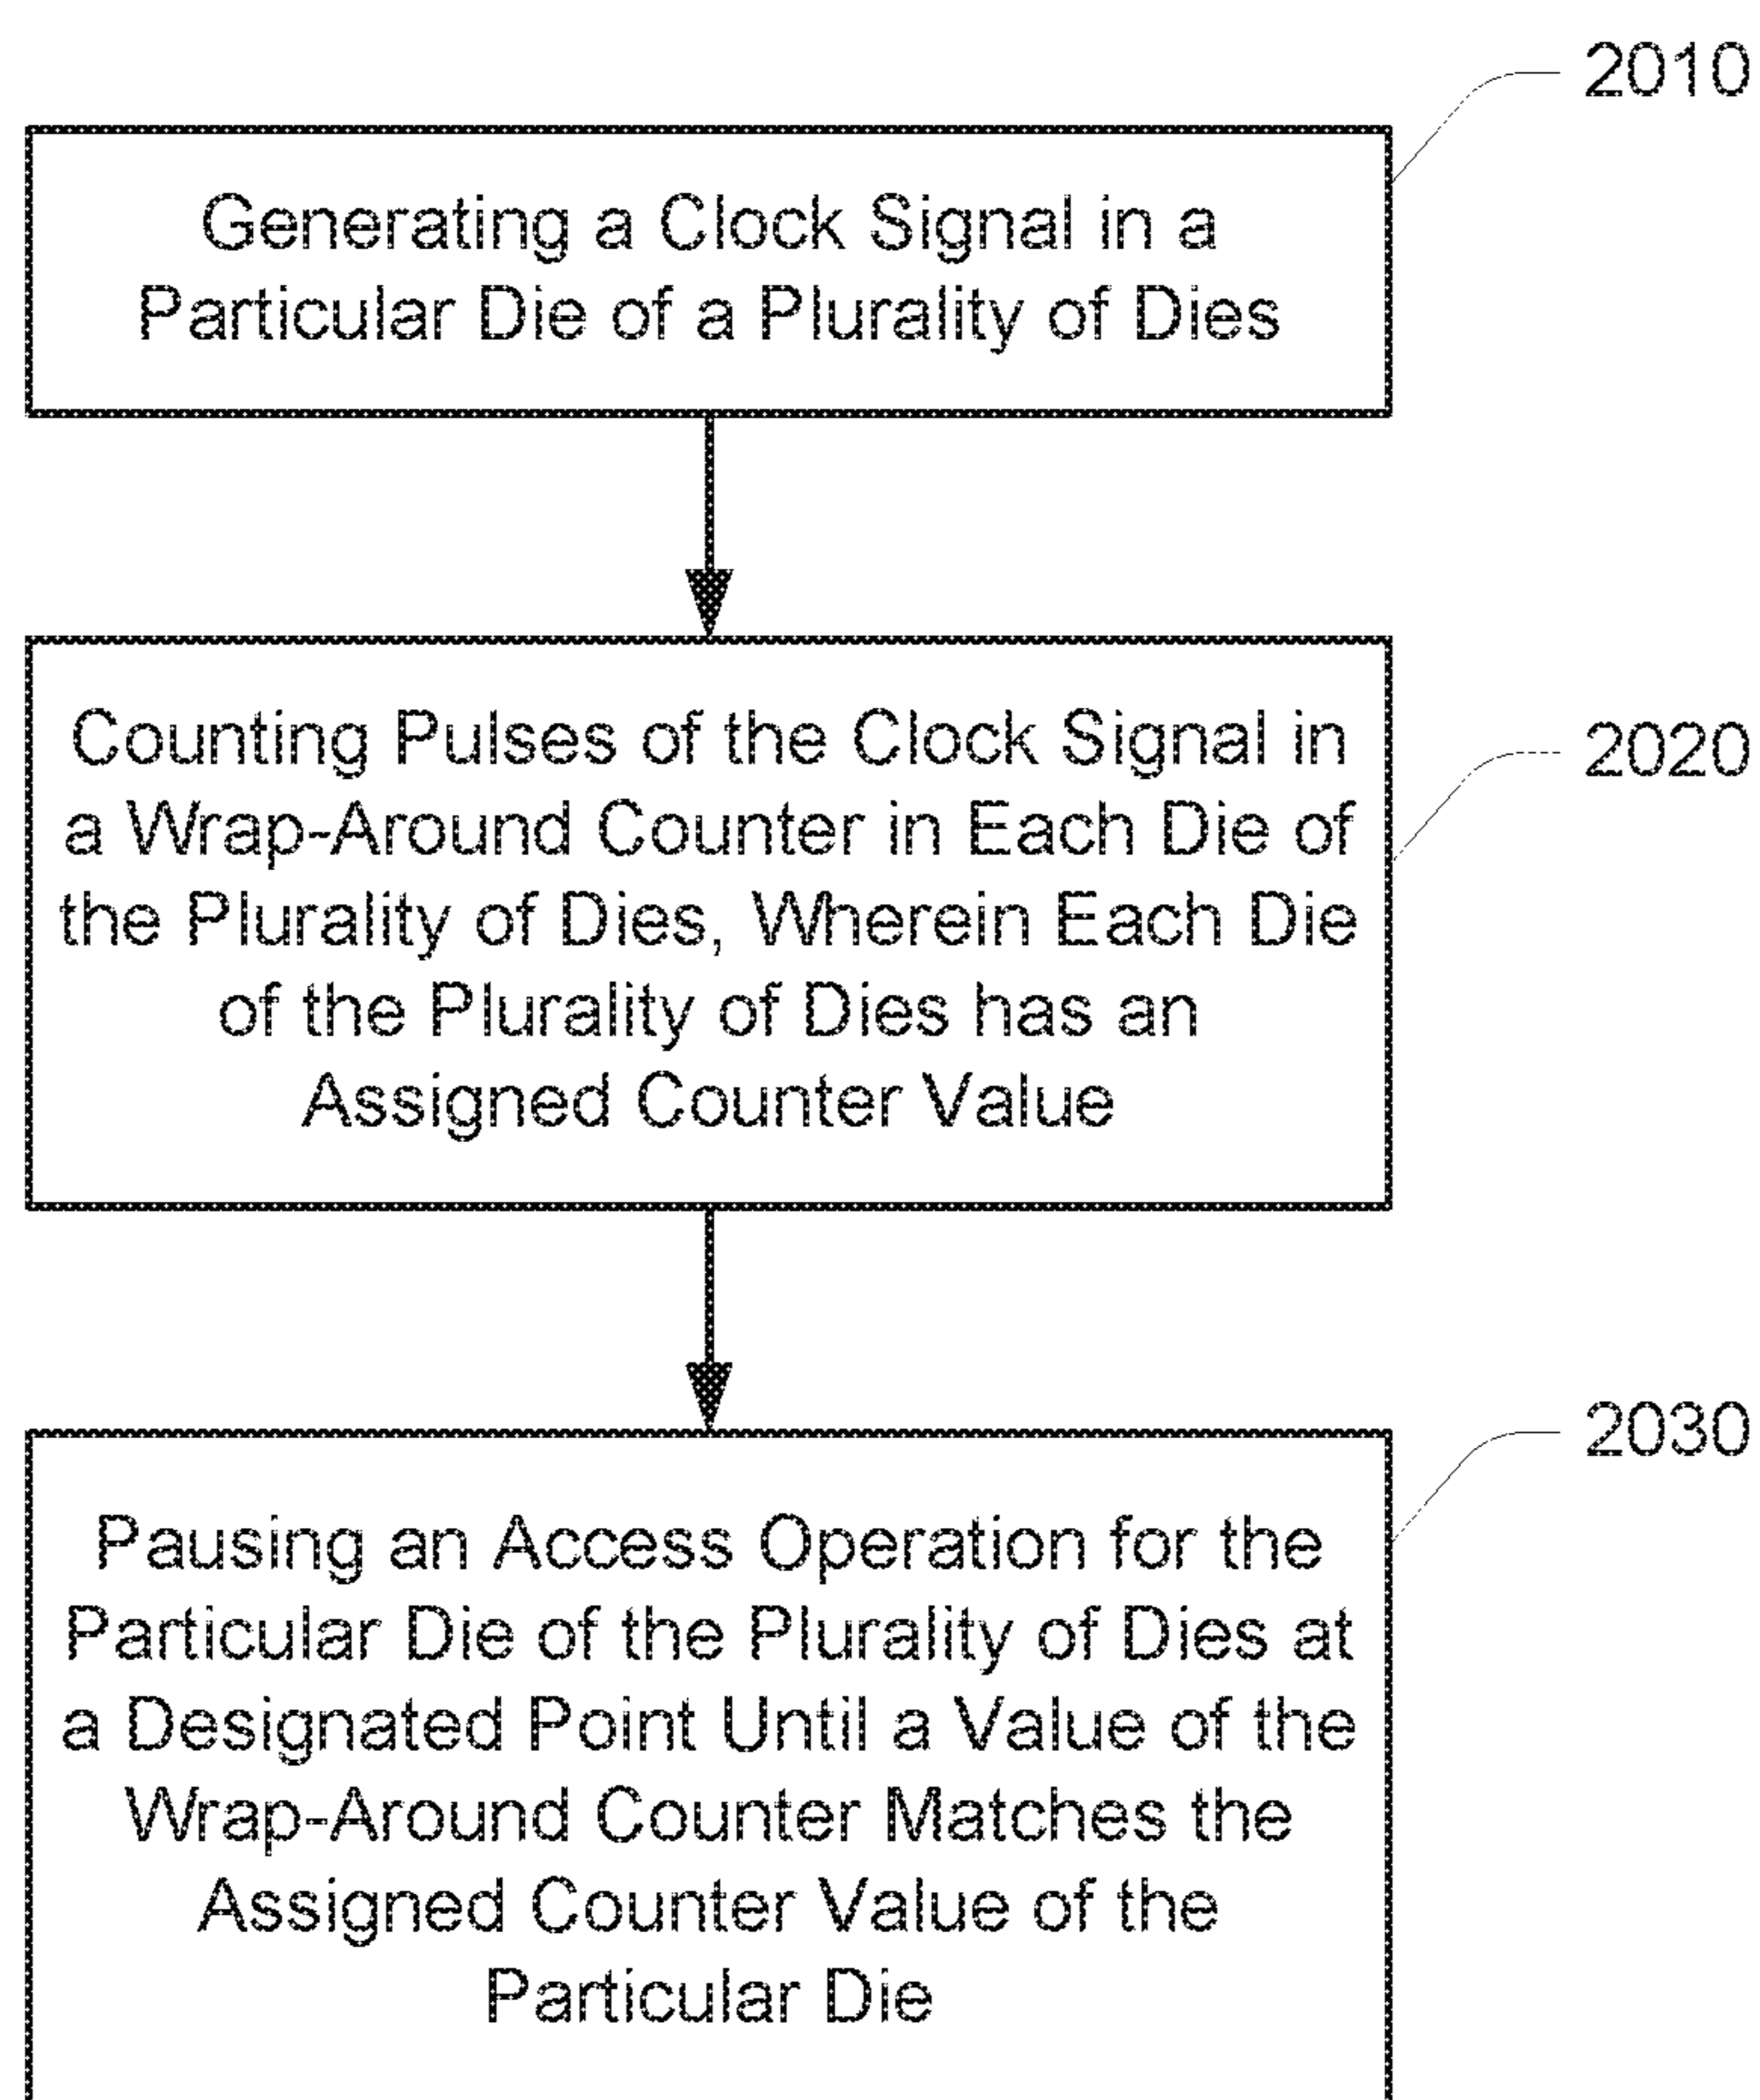 2010
Generating a Clock Signal in a
Particular Die of a Plurality of Dies
Counting Pulses of the Clock Signal in
a Wrap-Around Counter in Each Die of
the Plurality of Dies, Wherein Each Die
of the Plurality of Dies has an
Assigned Counter Value
2020
2030
Pausing an Access Operation for the
Particular Die of the Plurality of Dies at
a Designated Point Until a Value of the
Wrap-Around Counter Matches the
Assigned Counter Value of the
Particular Die